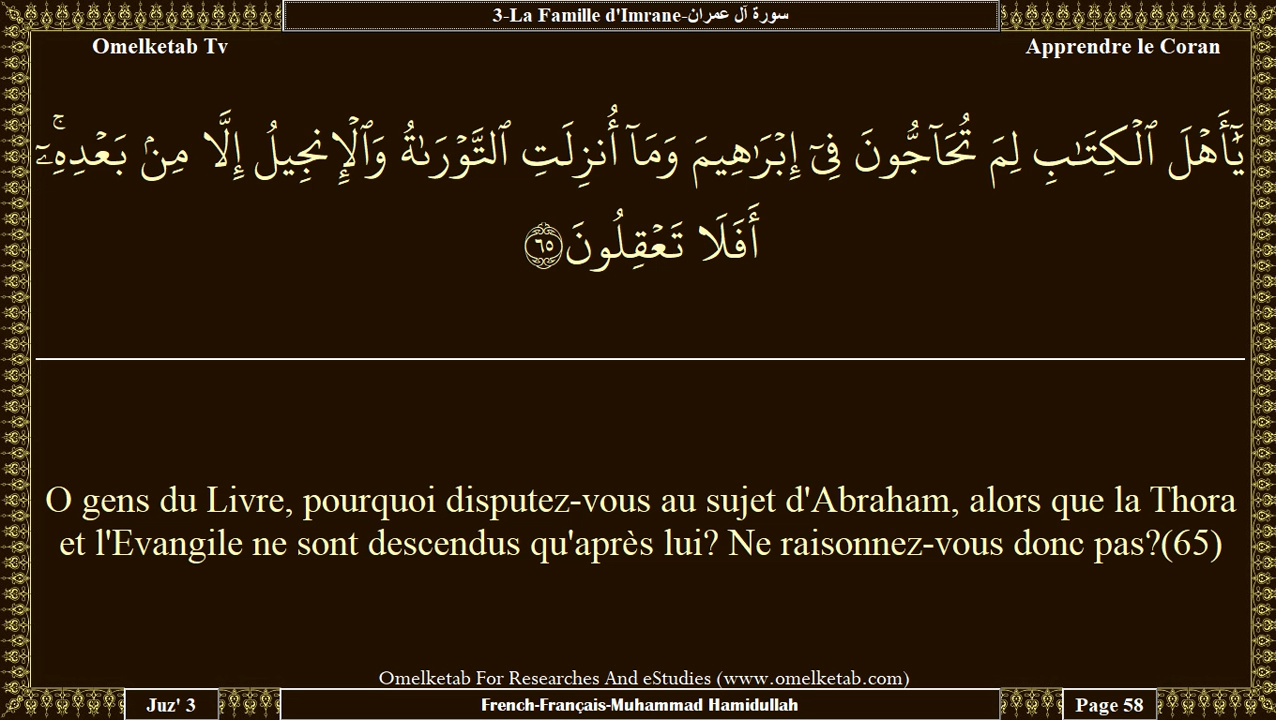 3-La Famille d'Imrane-سورة آل عمران
Omelketab Tv
Apprendre le Coran
يَٰٓأَهۡلَ ٱلۡكِتَٰبِ لِمَ تُحَآجُّونَ فِيٓ إِبۡرَٰهِيمَ وَمَآ أُنزِلَتِ ٱلتَّوۡرَىٰةُ وَٱلۡإِنجِيلُ إِلَّا مِنۢ بَعۡدِهِۦٓۚ
أَفَلَا تَعۡقِلُونَ ٦٥
O gens du Livre, pourquoi disputez-vous au sujet d'Abraham, alors que la Thora
et l'Evangile ne sont descendus qu'après lui? Ne raisonnez-vous donc pas?(65)
Omelketab For Researches And eStudies (www.omelketab.com)
Juz' 3
French-Français-Muhammad Hamidullah
Page 58